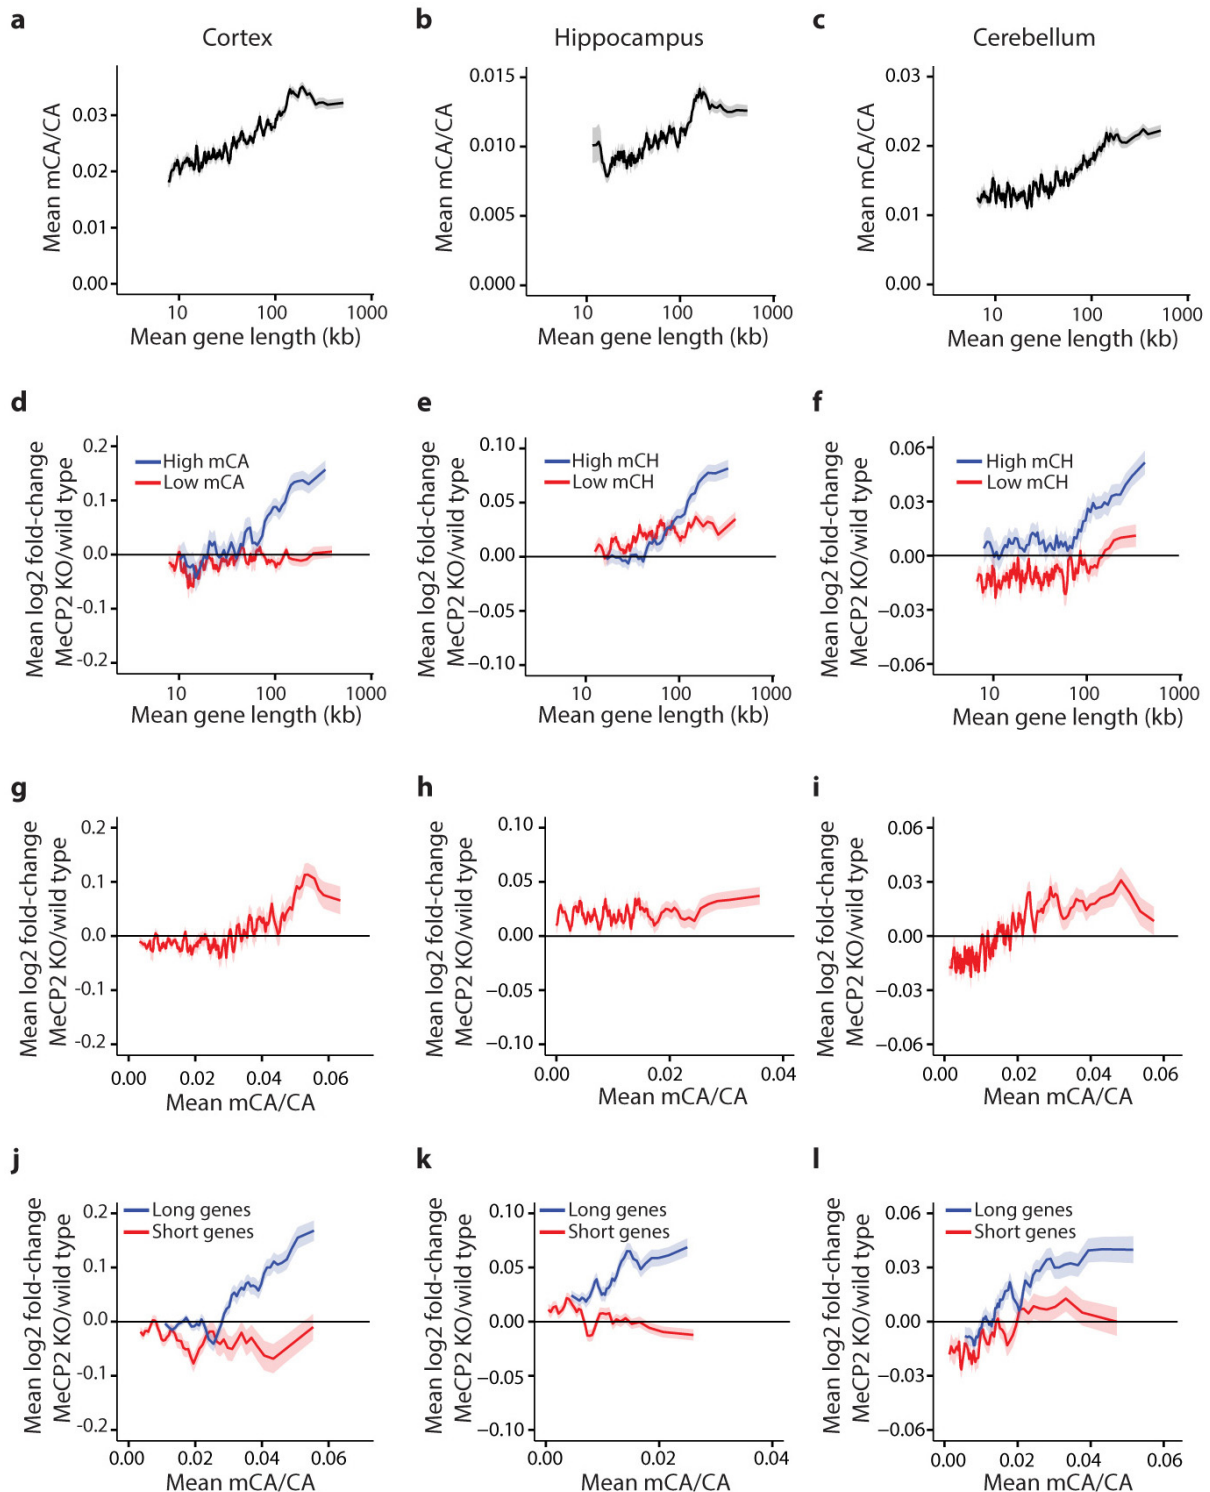 a
Cortex
Mean mCA/CA
0.03
0.02
0.01
0.00
10
100
1000
Mean gene length (kb)
b
Hippocampus
Mean mCA/CA
0.015
0.010
0.005
0.000
10
100
1000
Mean gene length (kb)
c
Cerebellum
Mean mCA/CA
0.03
0.02
0.01
0.00
10
100
1000
Mean gene length (kb)
d
Mean log2 fold-change
MeCP2 KO/wild type
0.2
0.1
0.0
-0.1
-0.2
High mCA
Low mCA
10
100
1000
Mean gene length (kb)
e
Mean log2 fold-change
MeCP2 KO/wild type
0.10
0.05
0.00
−0.05
−0.10
High mCH
Low mCH
10
100
1000
Mean gene length (kb)
f
Mean log2 fold-change
MeCP2 KO/wild type
0.06
0.03
0.00
−0.03
−0.06
High mCH
Low mCH
10
100
1000
Mean gene length (kb)
g
Mean log2 fold-change
MeCP2 KO/wild type
0.2
0.1
0.0
-0.1
-0.2
0.00
0.02
0.04
0.06
Mean mCA/CA
h
Mean log2 fold-change
MeCP2 KO/wild type
0.10
0.05
0.00
−0.05
−0.10
0.00
0.02
0.04
Mean mCA/CA
i
Mean log2 fold-change
MeCP2 KO/wild type
0.06
0.03
0.00
−0.03
−0.06
0.00
0.02
0.04
0.06
Mean mCA/CA
j
Mean log2 fold-change
MeCP2 KO/wild type
0.2
0.1
0.0
-0.1
-0.2
Long genes
Short genes
0.00
0.02
0.04
0.06
Mean mCA/CA
k
Mean log2 fold-change
MeCP2 KO/wild type
0.10
0.05
0.00
−0.05
−0.10
Long genes
Short genes
0.00
0.02
0.04
Mean mCA/CA
l
Mean log2 fold-change
MeCP2 KO/wild type
0.06
0.03
0.00
−0.03
−0.06
Long genes
Short genes
0.00
0.02
0.04
0.06
Mean mCA/CA